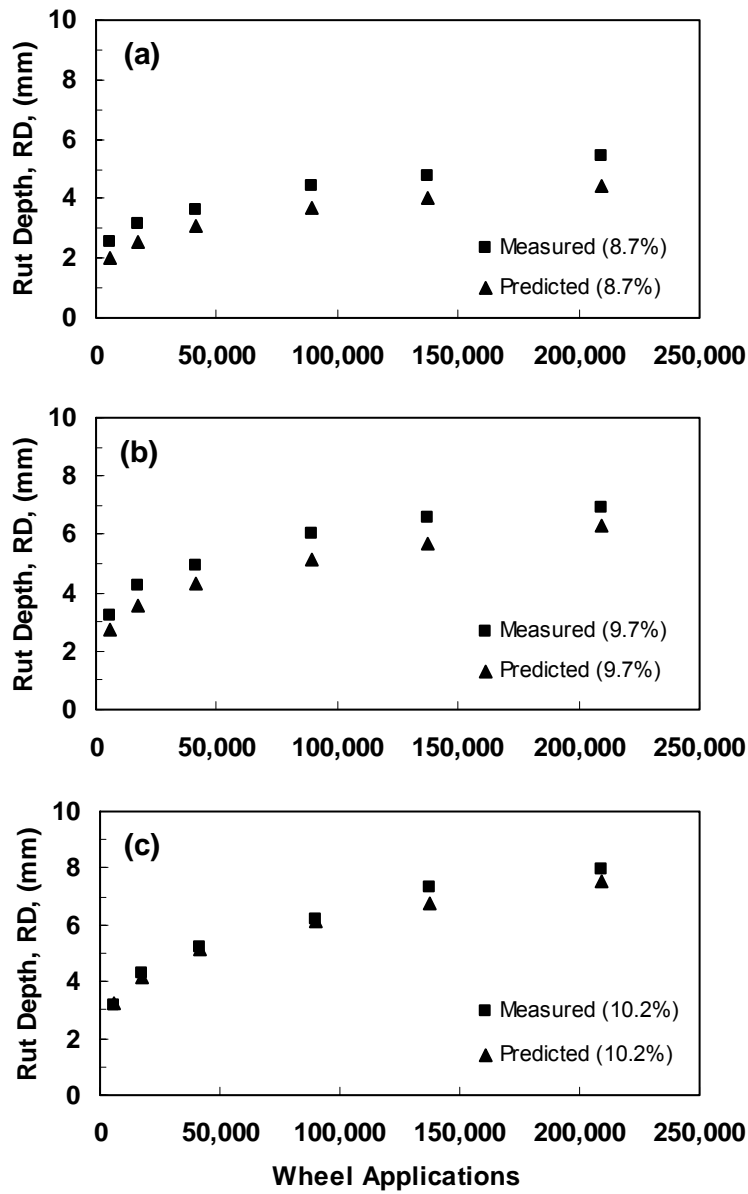 10
(a)
8
6
4
2
0
Rut Depth, RD, (mm)
Measured (8.7%)
Predicted (8.7%)
0 50,000 100,000 150,000 200,000 250,000
10
(b)
8
6
4
2
0
Rut Depth, RD, (mm)
Measured (9.7%)
Predicted (9.7%)
0 50,000 100,000 150,000 200,000 250,000
10
(c)
8
6
4
2
0
Rut Depth, RD, (mm)
Measured (10.2%)
Predicted (10.2%)
0 50,000 100,000 150,000 200,000 250,000
Wheel Applications